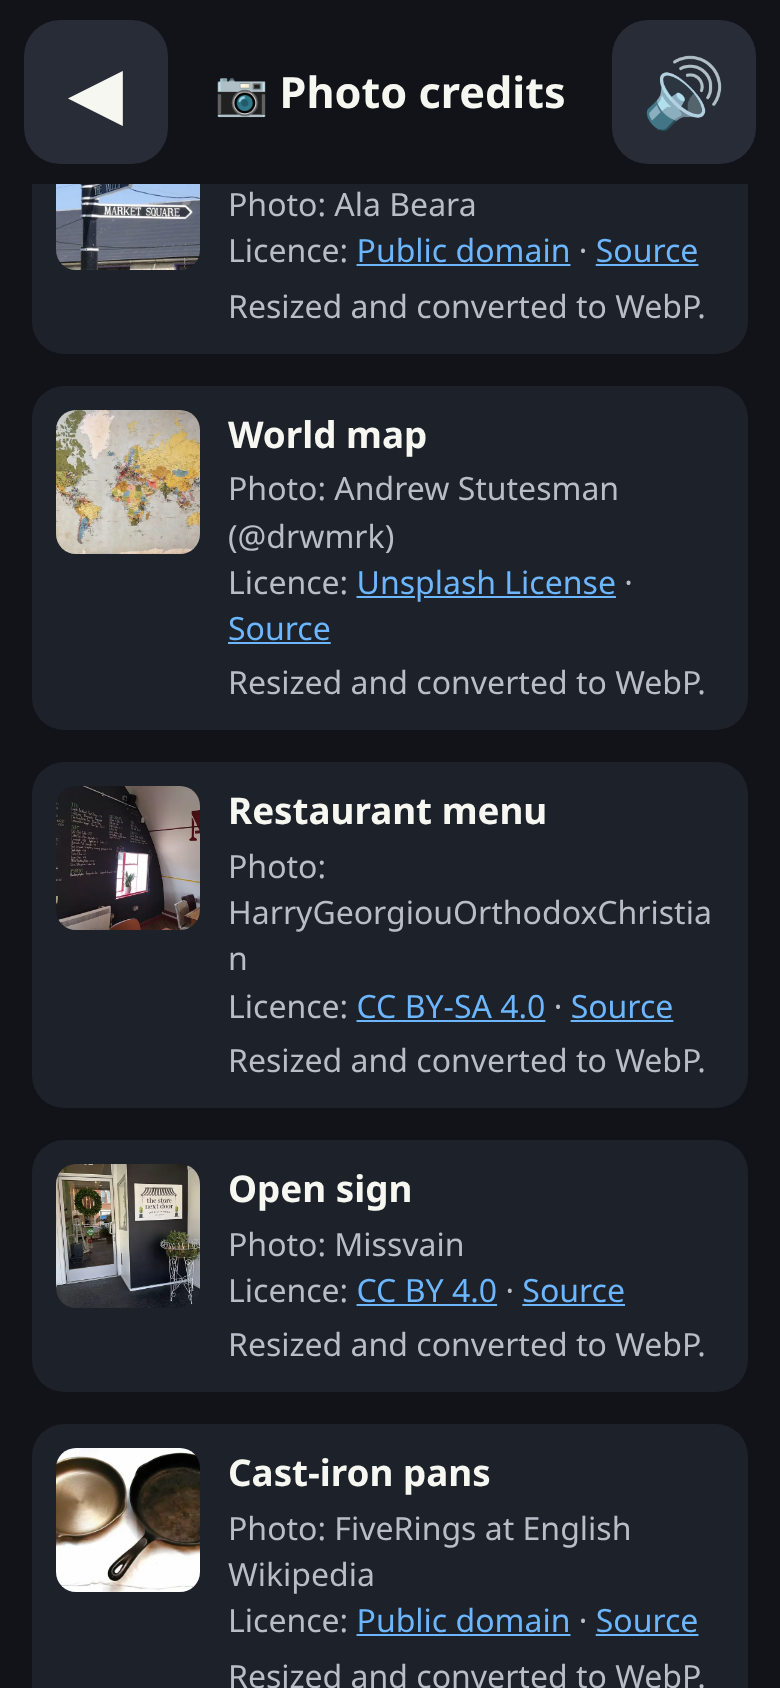 📷 Photo credits
MARKET SQUARE
Photo: Ala Beara
Licence: Public domain · Source
Resized and converted to WebP.
World map
Photo: Andrew Stutesman
(@drwmrk)
Licence: Unsplash License ·
Source
Resized and converted to WebP.
Restaurant menu
Photo:
HarryGeorgiouOrthodoxChristia
n
Licence: CC BY-SA 4.0 · Source
Resized and converted to WebP.
the store
next door
Open sign
Photo: Missvain
Licence: CC BY 4.0 · Source
Resized and converted to WebP.
Cast-iron pans
Photo: FiveRings at English
Wikipedia
Licence: Public domain · Source
Resized and converted to WebP.